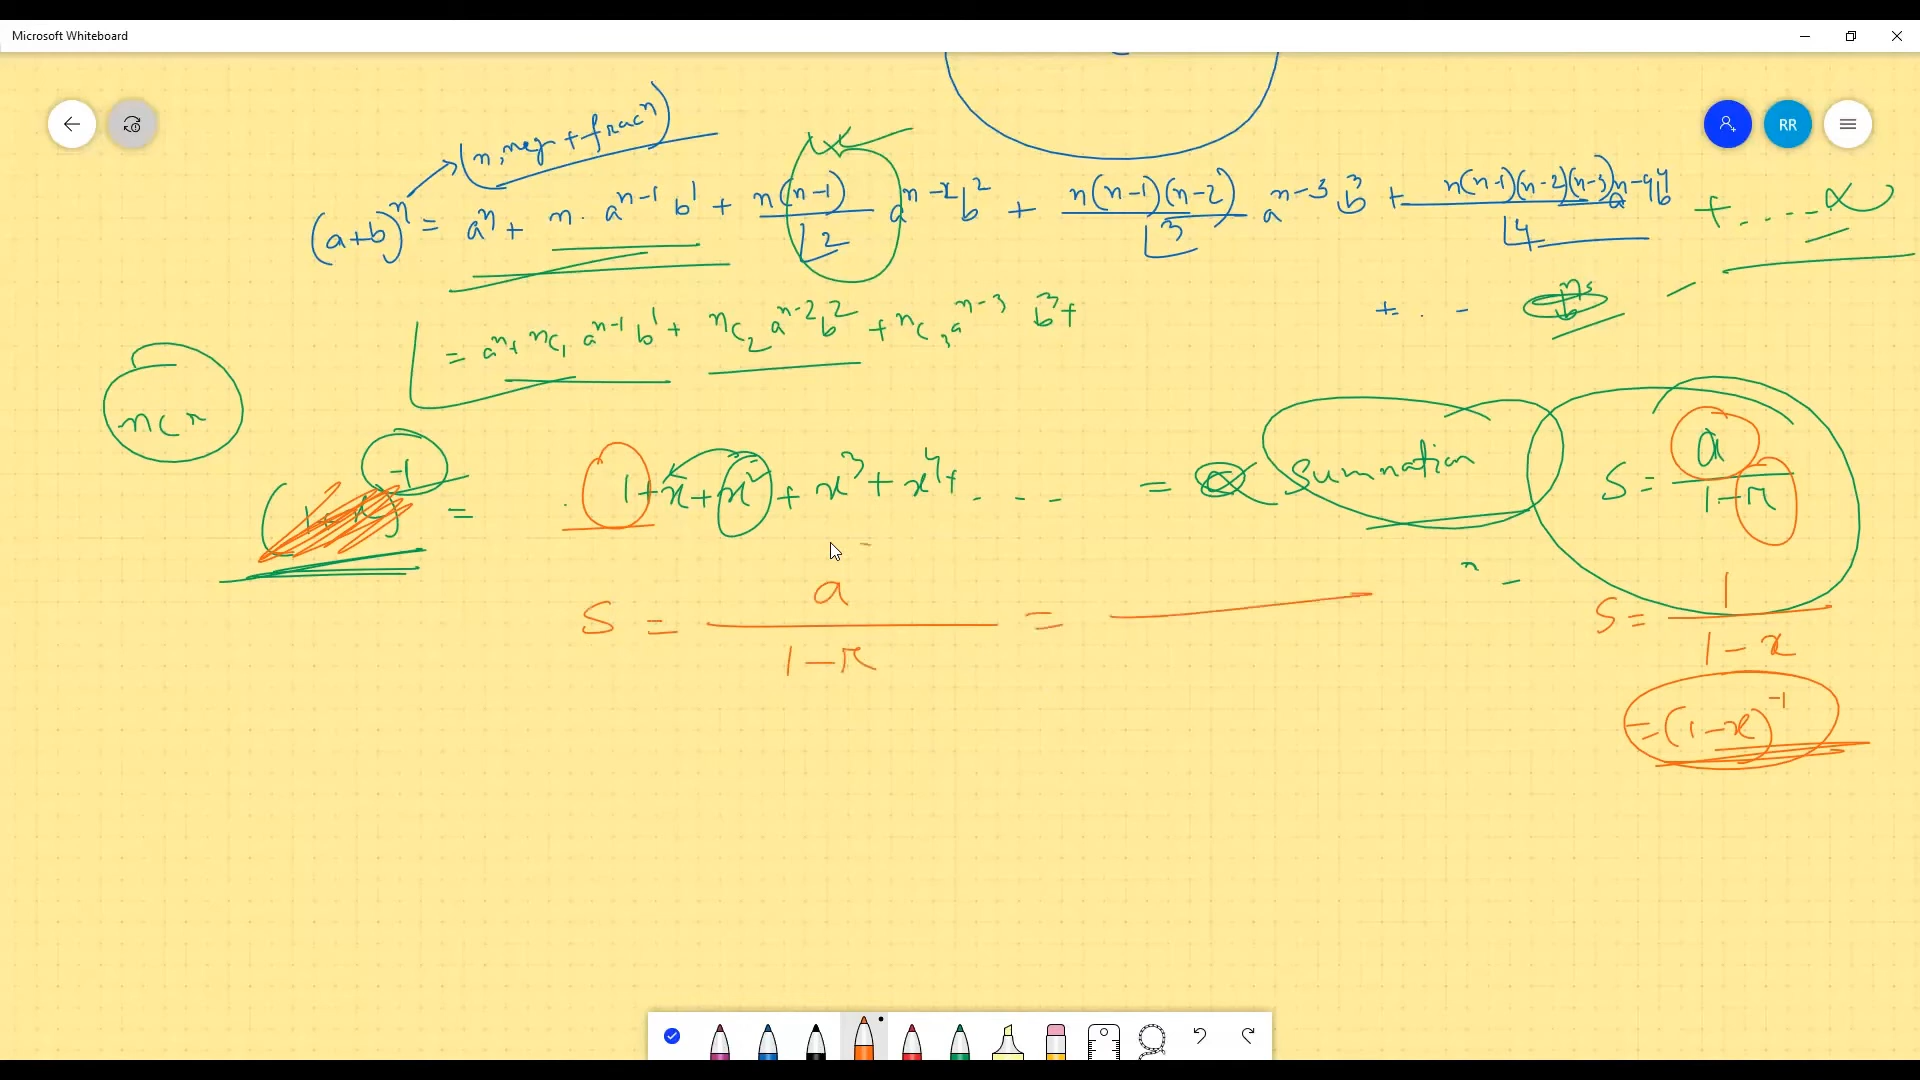 Microsoft Whiteboard
RR
(n, neg + fracⁿ)
(a+b)ⁿ = aⁿ + n · aⁿ⁻¹ b¹ + n(n-1)/∟2 aⁿ⁻² b² + n(n-1)(n-2)/∟3 aⁿ⁻³ b³ + n(n-1)(n-2)(n-3)/∟4 aⁿ⁻⁴ b⁴ + .... ∝
= aⁿ + nC₁ aⁿ⁻¹ b¹ + nC₂ aⁿ⁻² b² + nC₃ aⁿ⁻³ b³ + + . -
nCr
-1 = 1 + x + x² + x³ + x⁴ + . . . . = Summation
S = a/(1-r)
S = a/(1-r) =
S = 1/(1-x)
= (1-x)⁻¹